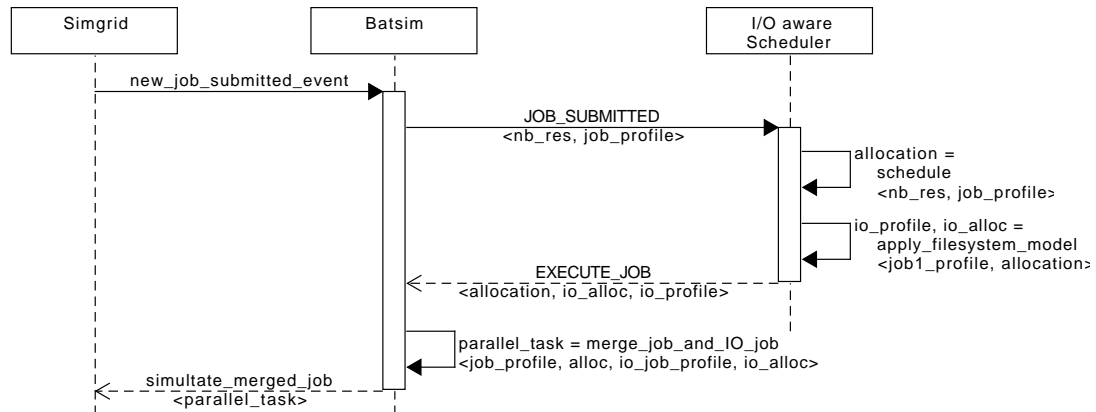 Simgrid
Batsim
I/O aware
Scheduler
new_job_submitted_event
JOB_SUBMITTED
<nb_res, job_profile>
allocation =
schedule
<nb_res, job_profile>
io_profile, io_alloc =
apply_filesystem_model
<job1_profile, allocation>
EXECUTE_JOB
<allocation, io_alloc, io_profile>
parallel_task = merge_job_and_IO_job
<job_profile, alloc, io_job_profile, io_alloc>
simultate_merged_job
<parallel_task>